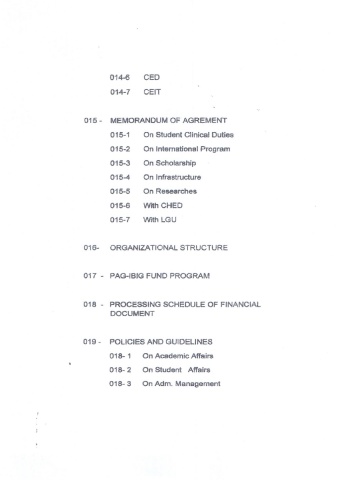 014-6 CED
014-7 CEIT
015 - MEMORANDUM OF AGREMENT
015-1 On Student Clinical Duties
015-2 On International Program
015-3 On Scholarship
015-4 On Infrastructure
015-5 On Researches
015-6 With CHED
015-7 With LGU
016- ORGANIZATIONAL STRUCTURE
017 - PAG-IBIG FUND PROGRAM
018 - PROCESSING SCHEDULE OF FINANCIAL
DOCUMENT
019 - POLICIES AND GUIDELINES
018- 1 On Academic Affairs
018- 2 On Student Affairs
018- 3 On Adm. Management